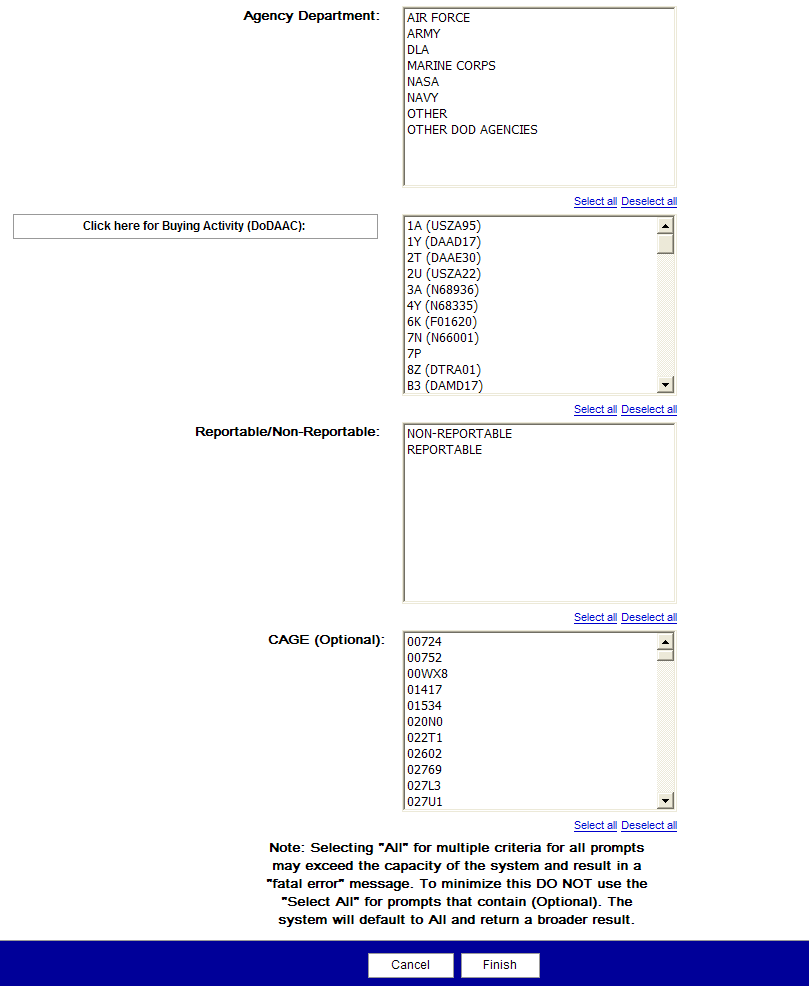 Agency Department:
AIR FORCE
ARMY
DLA
MARINE CORPS
NASA
NAVY
OTHER
OTHER DOD AGENCIES
Select all Deselect all
Click here for Buying Activity (DoDAAC):
1A (USZA95)
1Y (DAAD17)
2T (DAAE30)
2U (USZA22)
3A (N68936)
4Y (N68335)
6K (F01620)
7N (N66001)
7P
8Z (DTRA01)
B3 (DAMD17)
Select all Deselect all
Reportable/Non-Reportable:
NON-REPORTABLE
REPORTABLE
Select all Deselect all
CAGE (Optional):
00724
00752
00WX8
01417
01534
020N0
022T1
02602
02769
027L3
027U1
Select all Deselect all
Note: Selecting "All" for multiple criteria for all prompts
may exceed the capacity of the system and result in a
"fatal error" message. To minimize this DO NOT use the
"Select All" for prompts that contain (Optional). The
system will default to All and return a broader result.
Cancel Finish